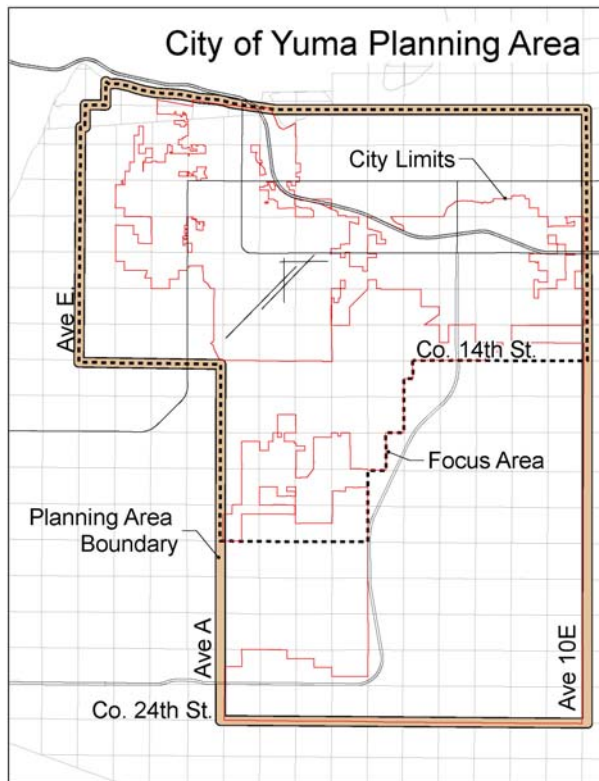 City of Yuma Planning Area
City Limits
Ave E.
Co. 14th St.
Focus Area
Planning Area
Boundary
Ave A
Ave 10E
Co. 24th St.